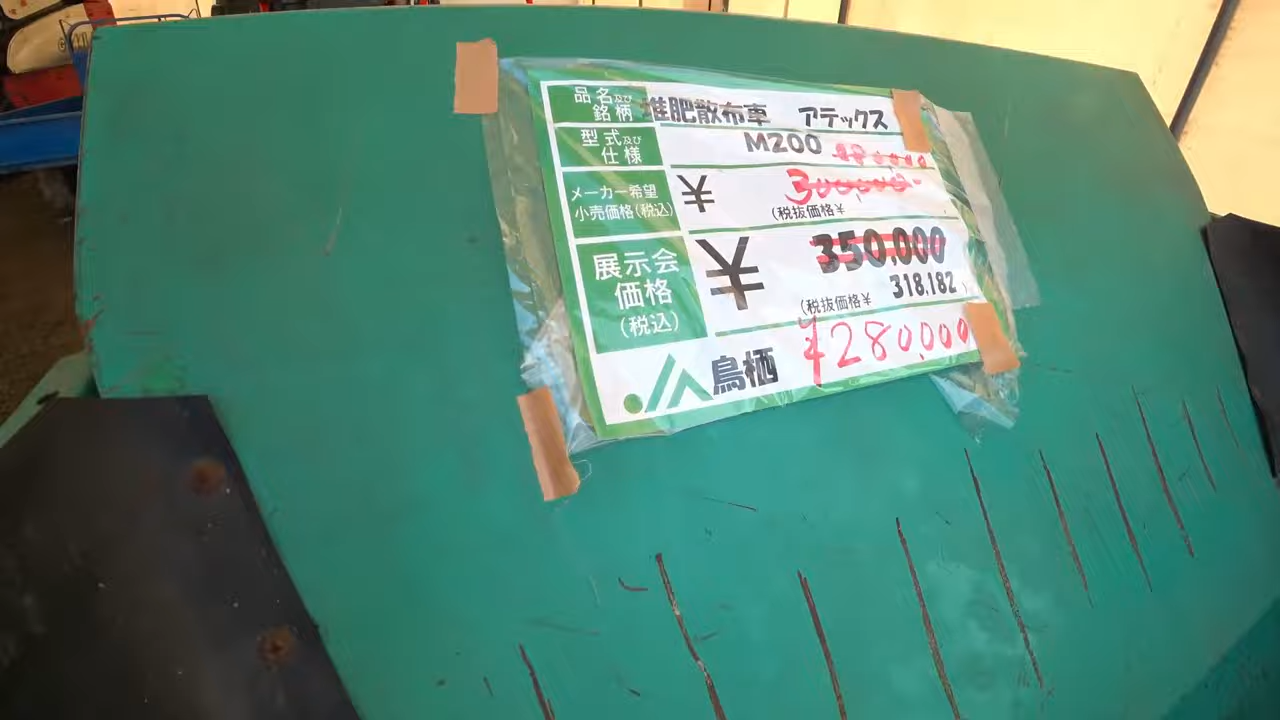 品名及び
銘柄
堆肥散布車 アテックス
型式及び
仕様
M200
メーカー希望
小売価格(税込)
¥
300,000
(税抜価格¥
展示会
価格
(税込)
¥
350,000
(税抜価格¥ 318,182 )
鳥栖 ¥280,000